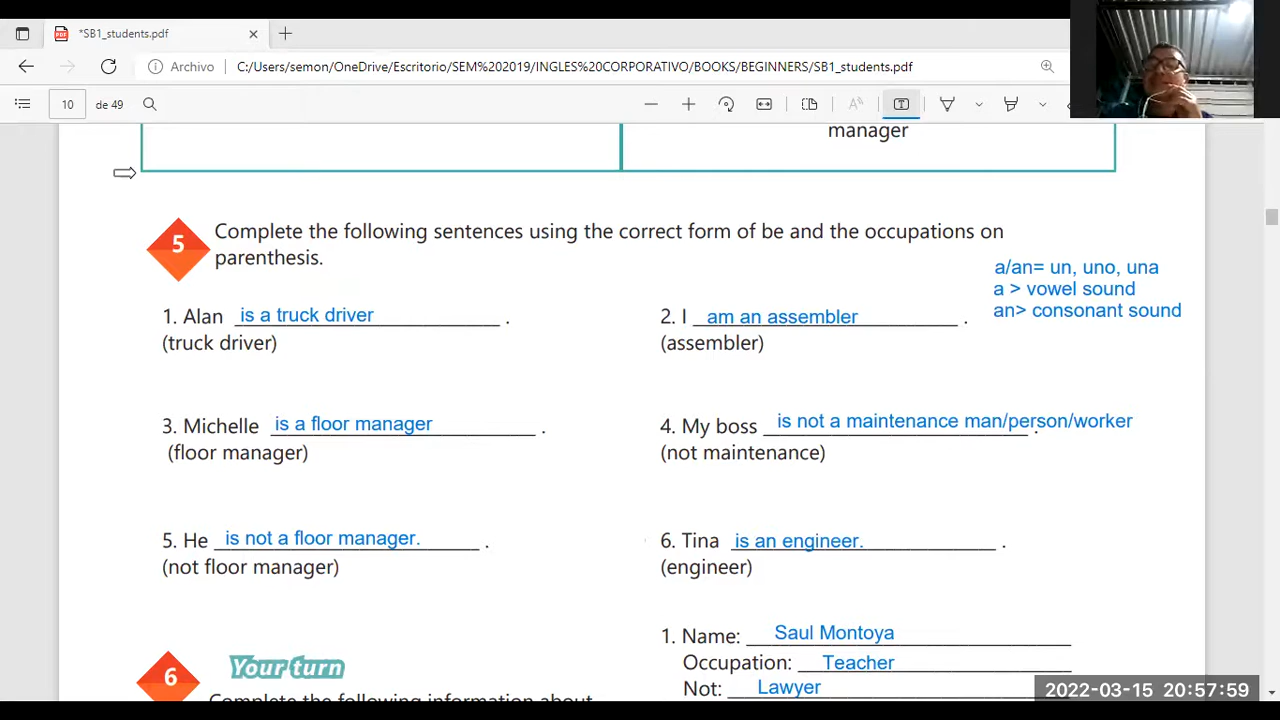 *SB1_students.pdf
Archivo C:/Users/semon/OneDrive/Escritorio/SEM%202019/INGLES%20CORPORATIVO/BOOKS/BEGINNERS/SB1_students.pdf
10 de 49
manager
5 Complete the following sentences using the correct form of be and the occupations on
parenthesis.
a/an= un, uno, una
a > vowel sound
an> consonant sound
1. Alan is a truck driver.
(truck driver)
2. I am an assembler.
(assembler)
3. Michelle is a floor manager.
(floor manager)
4. My boss is not a maintenance man/person/worker.
(not maintenance)
5. He is not a floor manager. .
(not floor manager)
6. Tina is an engineer. .
(engineer)
6 Your turn
Complete the following information about
1. Name: Saul Montoya
Occupation: Teacher
Not: Lawyer
2022-03-15 20:57:59